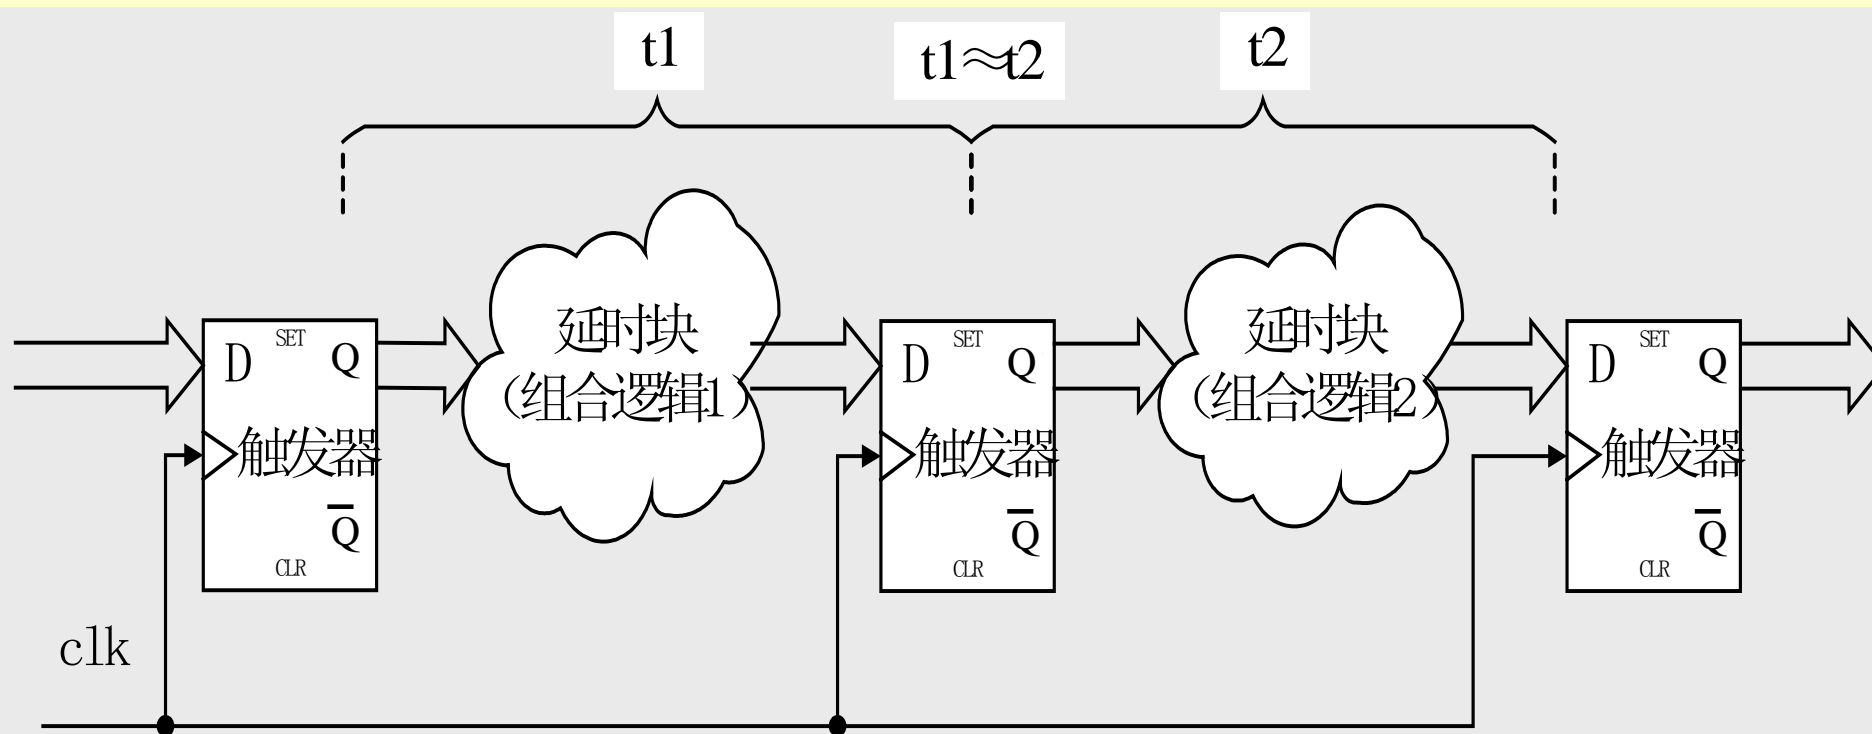 t1
t1≈t2
t2
SET
D Q
触发器
Q̅
CLR
延时块
(组合逻辑1)
SET
D Q
触发器
Q̅
CLR
延时块
(组合逻辑2)
SET
D Q
触发器
Q̅
CLR
clk